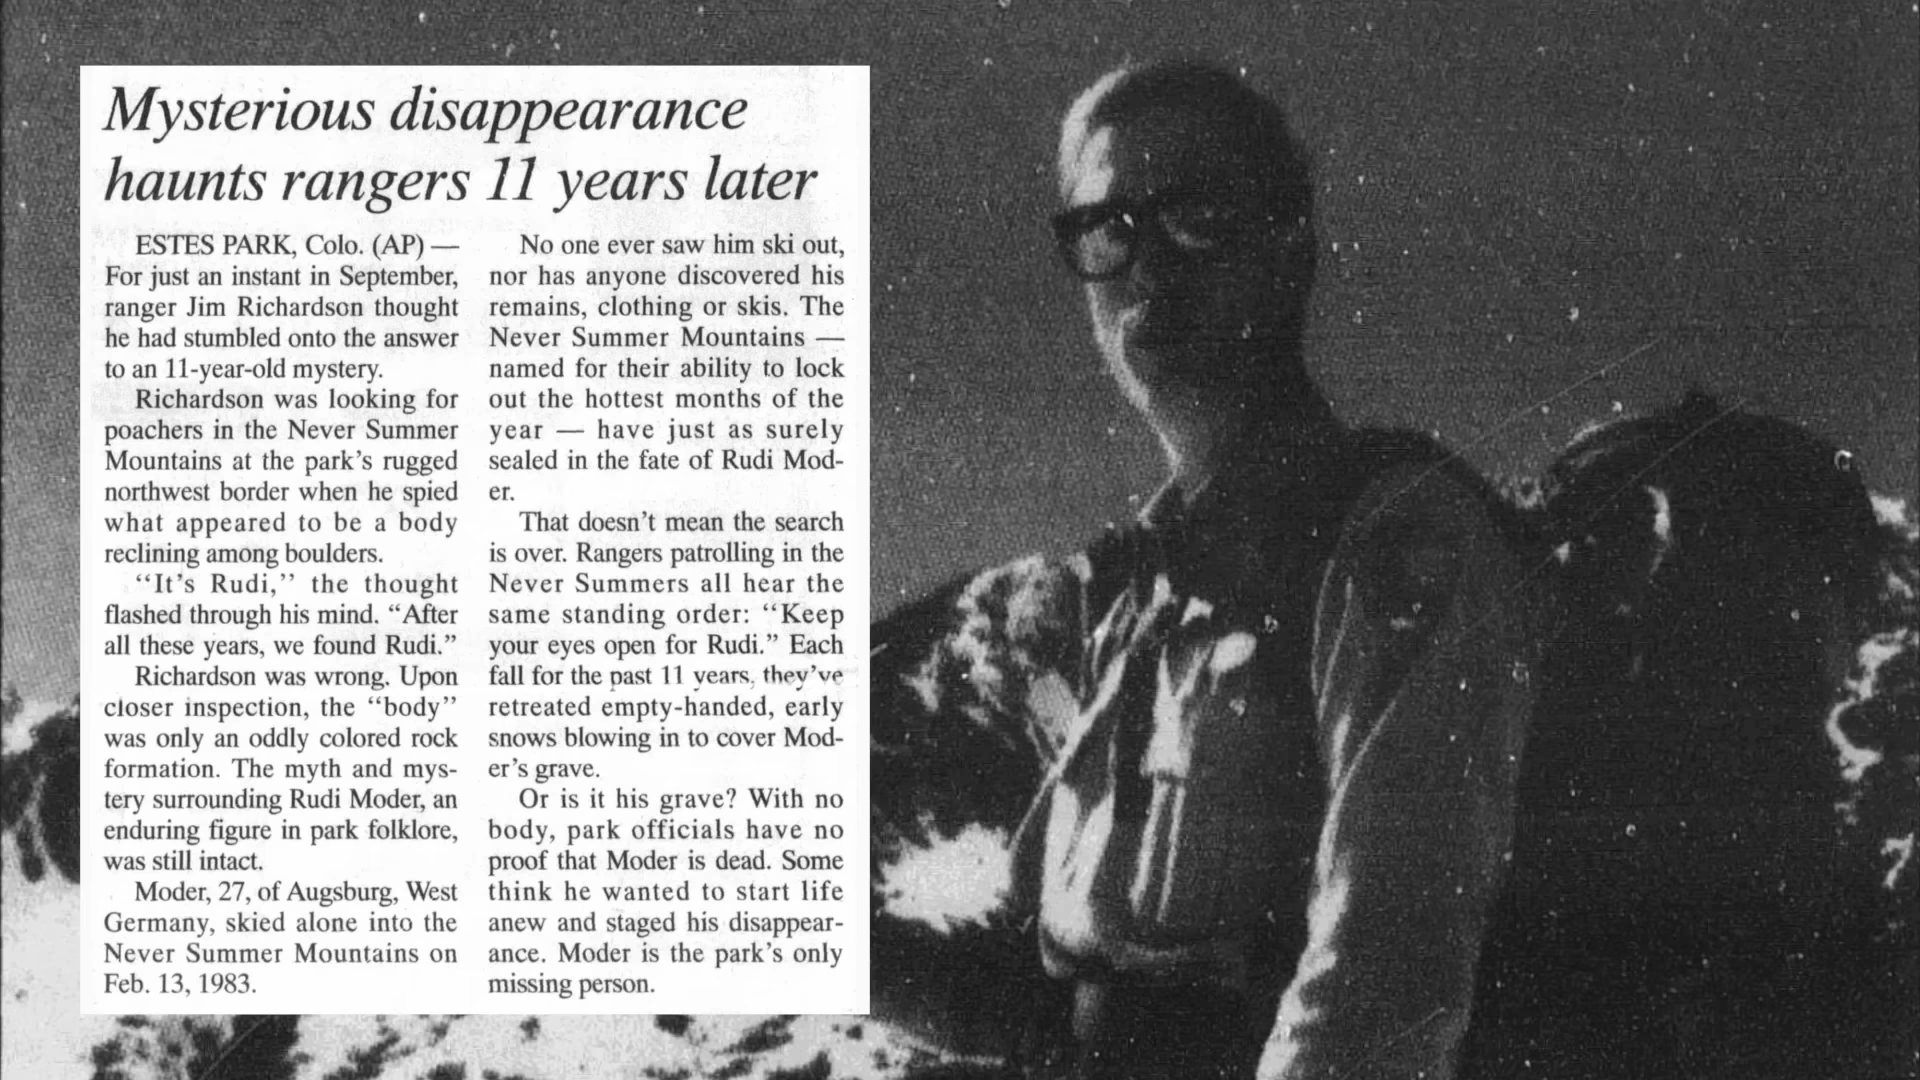 Mysterious disappearance
haunts rangers 11 years later
ESTES PARK, Colo. (AP) —
For just an instant in September,
ranger Jim Richardson thought
he had stumbled onto the answer
to an 11-year-old mystery.
Richardson was looking for
poachers in the Never Summer
Mountains at the park's rugged
northwest border when he spied
what appeared to be a body
reclining among boulders.
“It's Rudi,” the thought
flashed through his mind. “After
all these years, we found Rudi.”
Richardson was wrong. Upon
closer inspection, the “body”
was only an oddly colored rock
formation. The myth and mys-
tery surrounding Rudi Moder, an
enduring figure in park folklore,
was still intact.
Moder, 27, of Augsburg, West
Germany, skied alone into the
Never Summer Mountains on
Feb. 13, 1983.
No one ever saw him ski out,
nor has anyone discovered his
remains, clothing or skis. The
Never Summer Mountains —
named for their ability to lock
out the hottest months of the
year — have just as surely
sealed in the fate of Rudi Mod-
er.
That doesn't mean the search
is over. Rangers patrolling in the
Never Summers all hear the
same standing order: “Keep
your eyes open for Rudi.” Each
fall for the past 11 years, they've
retreated empty-handed, early
snows blowing in to cover Mod-
er's grave.
Or is it his grave? With no
body, park officials have no
proof that Moder is dead. Some
think he wanted to start life
anew and staged his disappear-
ance. Moder is the park's only
missing person.